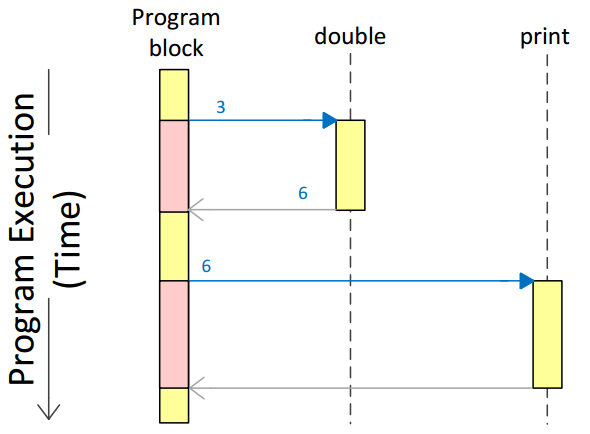 Program
block
double
print
3
6
6
Program Execution
(Time)